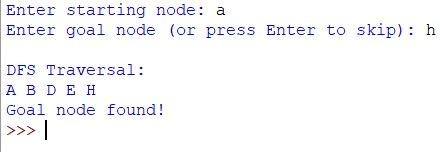 Enter starting node: a
Enter goal node (or press Enter to skip): h
DFS Traversal:
A B D E H
Goal node found!
>>>